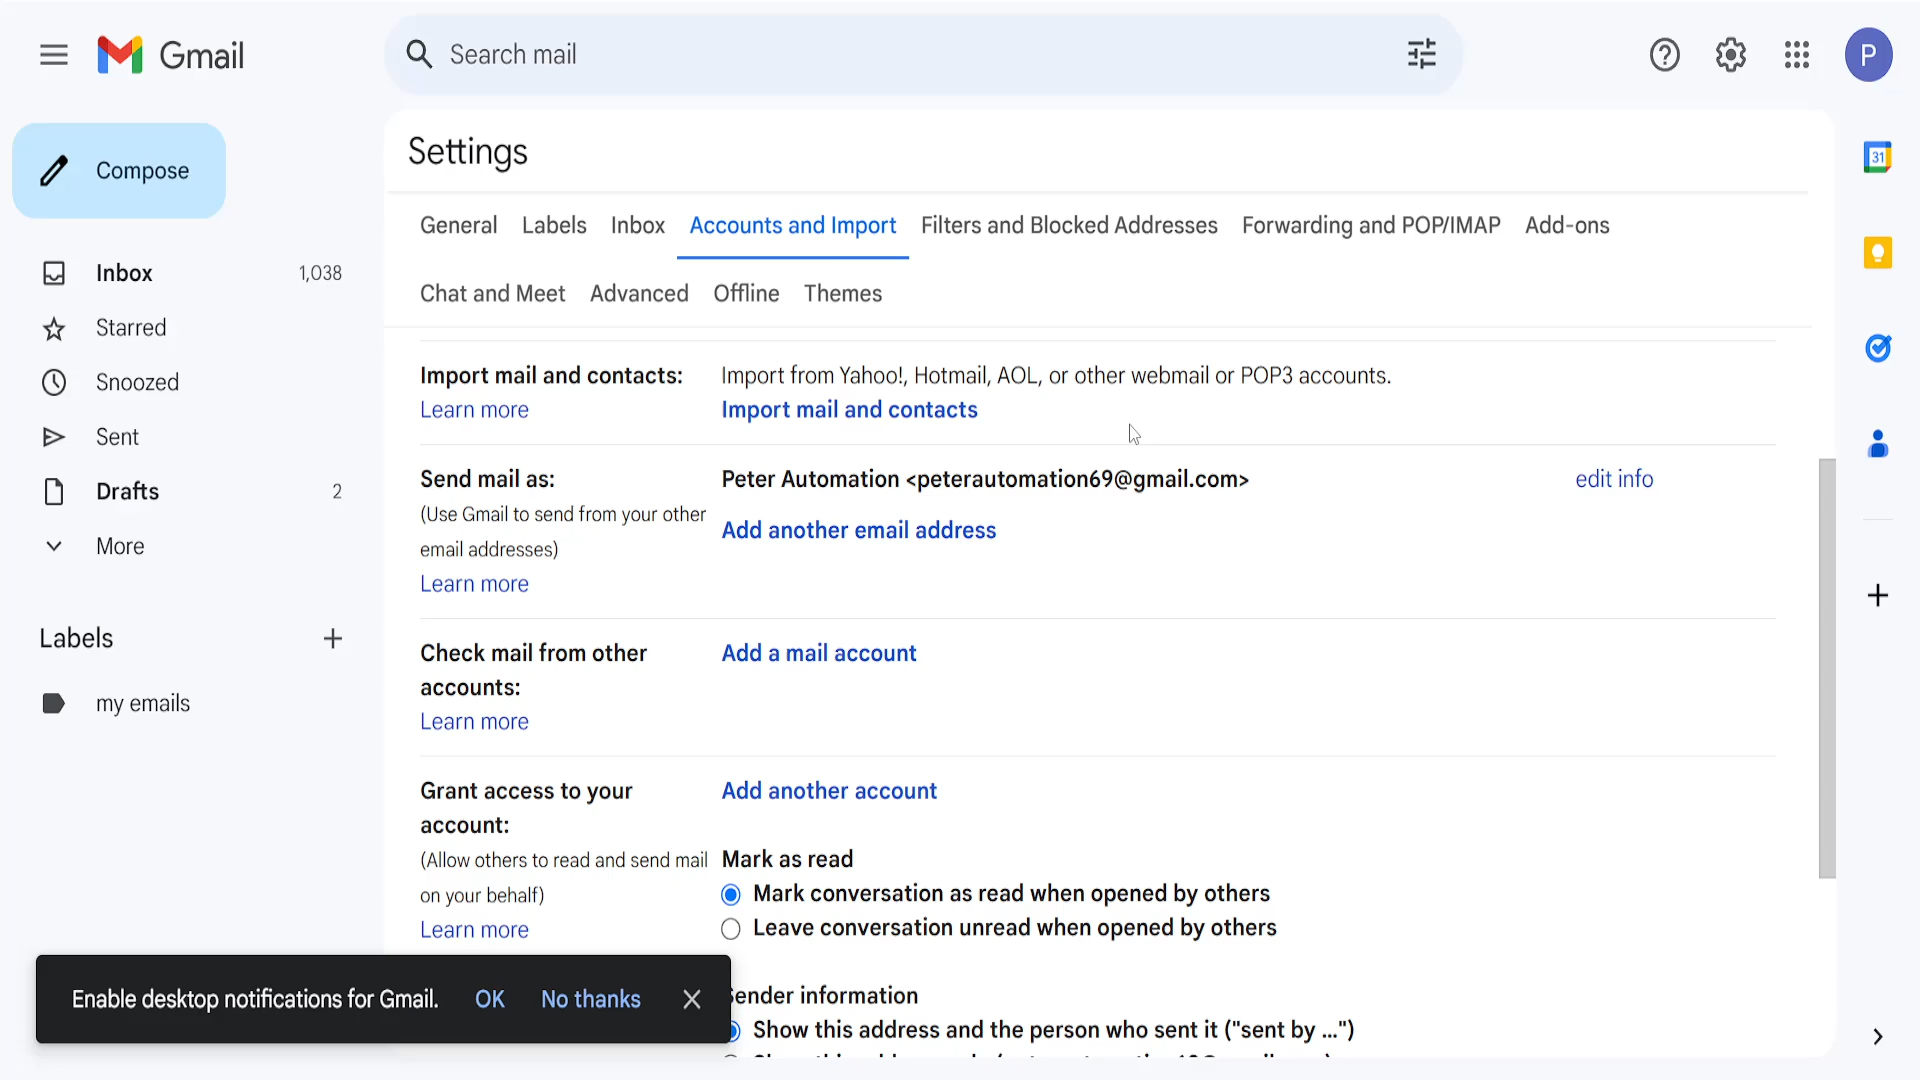 Gmail
Search mail
P
Compose
Inbox 1,038
Starred
Snoozed
Sent
Drafts 2
More
Labels
my emails
Settings
General Labels Inbox Accounts and Import Filters and Blocked Addresses Forwarding and POP/IMAP Add-ons
Chat and Meet Advanced Offline Themes
Import mail and contacts: Import from Yahoo!, Hotmail, AOL, or other webmail or POP3 accounts.
Learn more Import mail and contacts
Send mail as: Peter Automation <peterautomation69@gmail.com> edit info
(Use Gmail to send from your other
email addresses)
Add another email address
Learn more
Check mail from other
accounts:
Add a mail account
Learn more
Grant access to your
account:
Add another account
(Allow others to read and send mail
on your behalf)
Learn more
Mark as read
Mark conversation as read when opened by others
Leave conversation unread when opened by others
Sender information
Show this address and the person who sent it ("sent by ...")
Enable desktop notifications for Gmail. OK No thanks
31